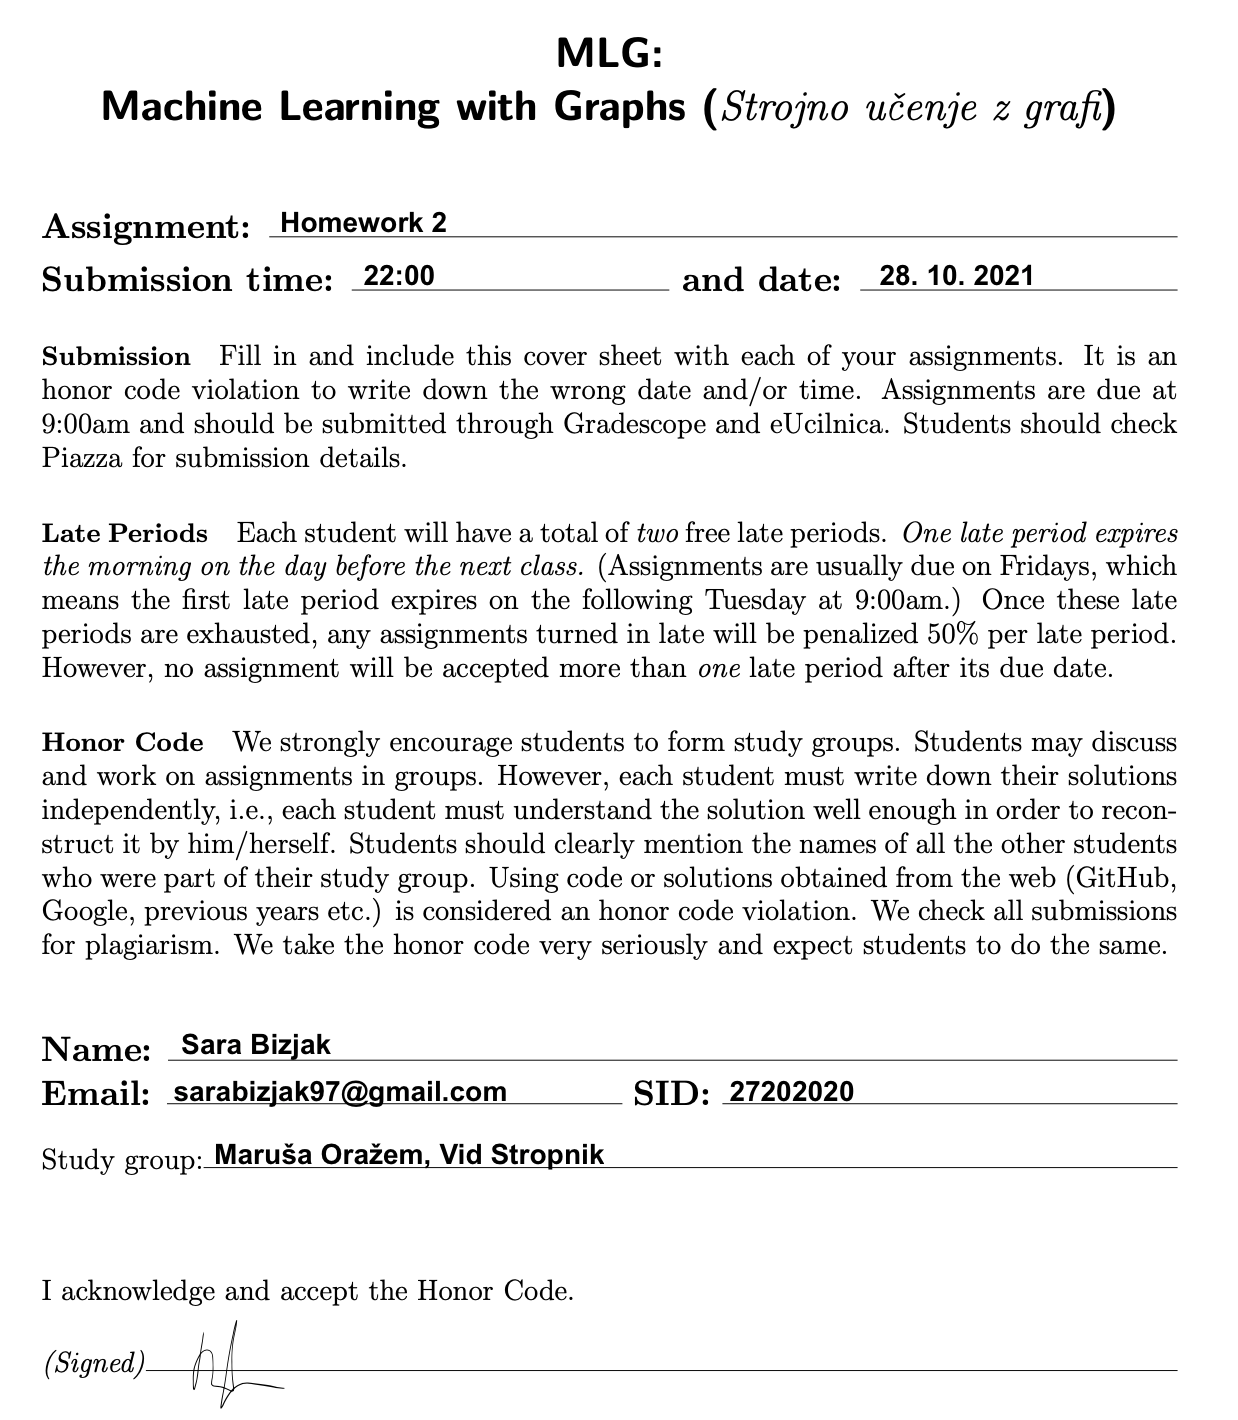 MLG:
Machine Learning with Graphs (Strojno učenje z grafi)
Assignment: Homework 2
Submission time: 22:00 and date: 28. 10. 2021
Submission Fill in and include this cover sheet with each of your assignments. It is an
honor code violation to write down the wrong date and/or time. Assignments are due at
9:00am and should be submitted through Gradescope and eUcilnica. Students should check
Piazza for submission details.
Late Periods Each student will have a total of two free late periods. One late period expires
the morning on the day before the next class. (Assignments are usually due on Fridays, which
means the first late period expires on the following Tuesday at 9:00am.) Once these late
periods are exhausted, any assignments turned in late will be penalized 50% per late period.
However, no assignment will be accepted more than one late period after its due date.
Honor Code We strongly encourage students to form study groups. Students may discuss
and work on assignments in groups. However, each student must write down their solutions
independently, i.e., each student must understand the solution well enough in order to recon-
struct it by him/herself. Students should clearly mention the names of all the other students
who were part of their study group. Using code or solutions obtained from the web (GitHub,
Google, previous years etc.) is considered an honor code violation. We check all submissions
for plagiarism. We take the honor code very seriously and expect students to do the same.
Name: Sara Bizjak
Email: sarabizjak97@gmail.com SID: 27202020
Study group: Maruša Oražem, Vid Stropnik
I acknowledge and accept the Honor Code.
(Signed)